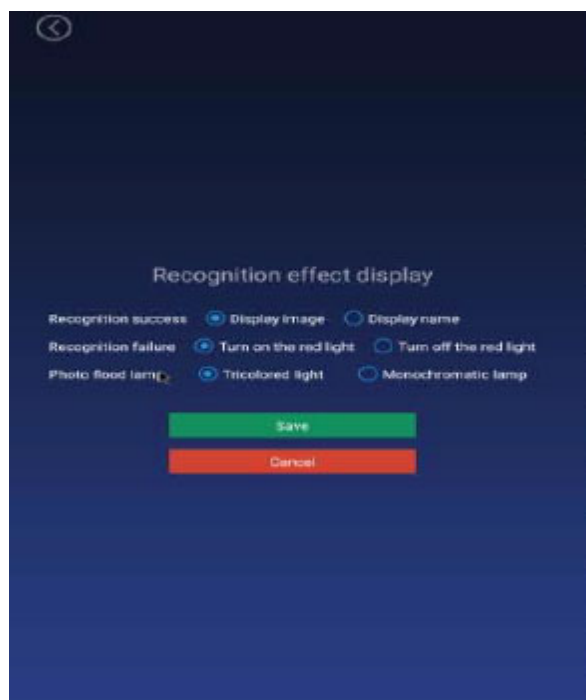 Recognition effect display
Recognition success Display image Display name
Recognition failure Turn on the red light Turn off the red light
Photo flood lamp Tricolored light Monochromatic lamp
Save
Cancel